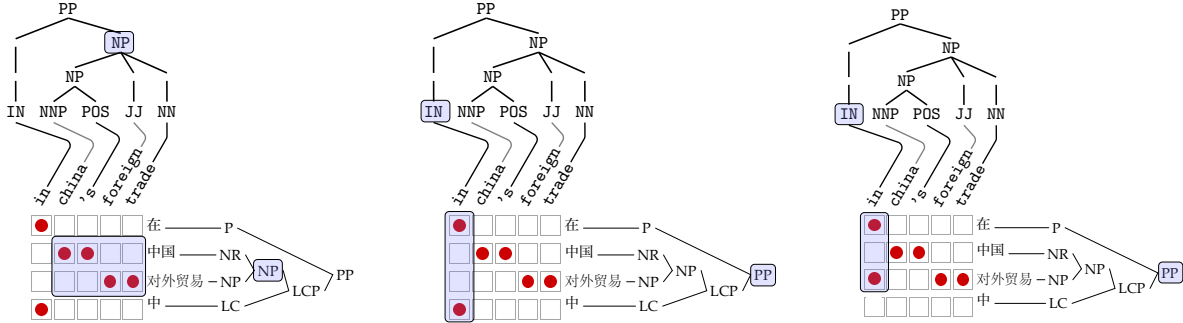 PP
NP
NP
IN NNP POS JJ NN
in china 's foreign trade
在 P
中国 NR
NP
PP
对外贸易 NP
LCP
中 LC
PP
NP
NP
IN NNP POS JJ NN
in china 's foreign trade
在 P
中国 NR
NP
PP
对外贸易 NP
LCP
中 LC
PP
NP
NP
IN NNP POS JJ NN
in china 's foreign trade
在 P
中国 NR
NP
PP
对外贸易 NP
LCP
中 LC